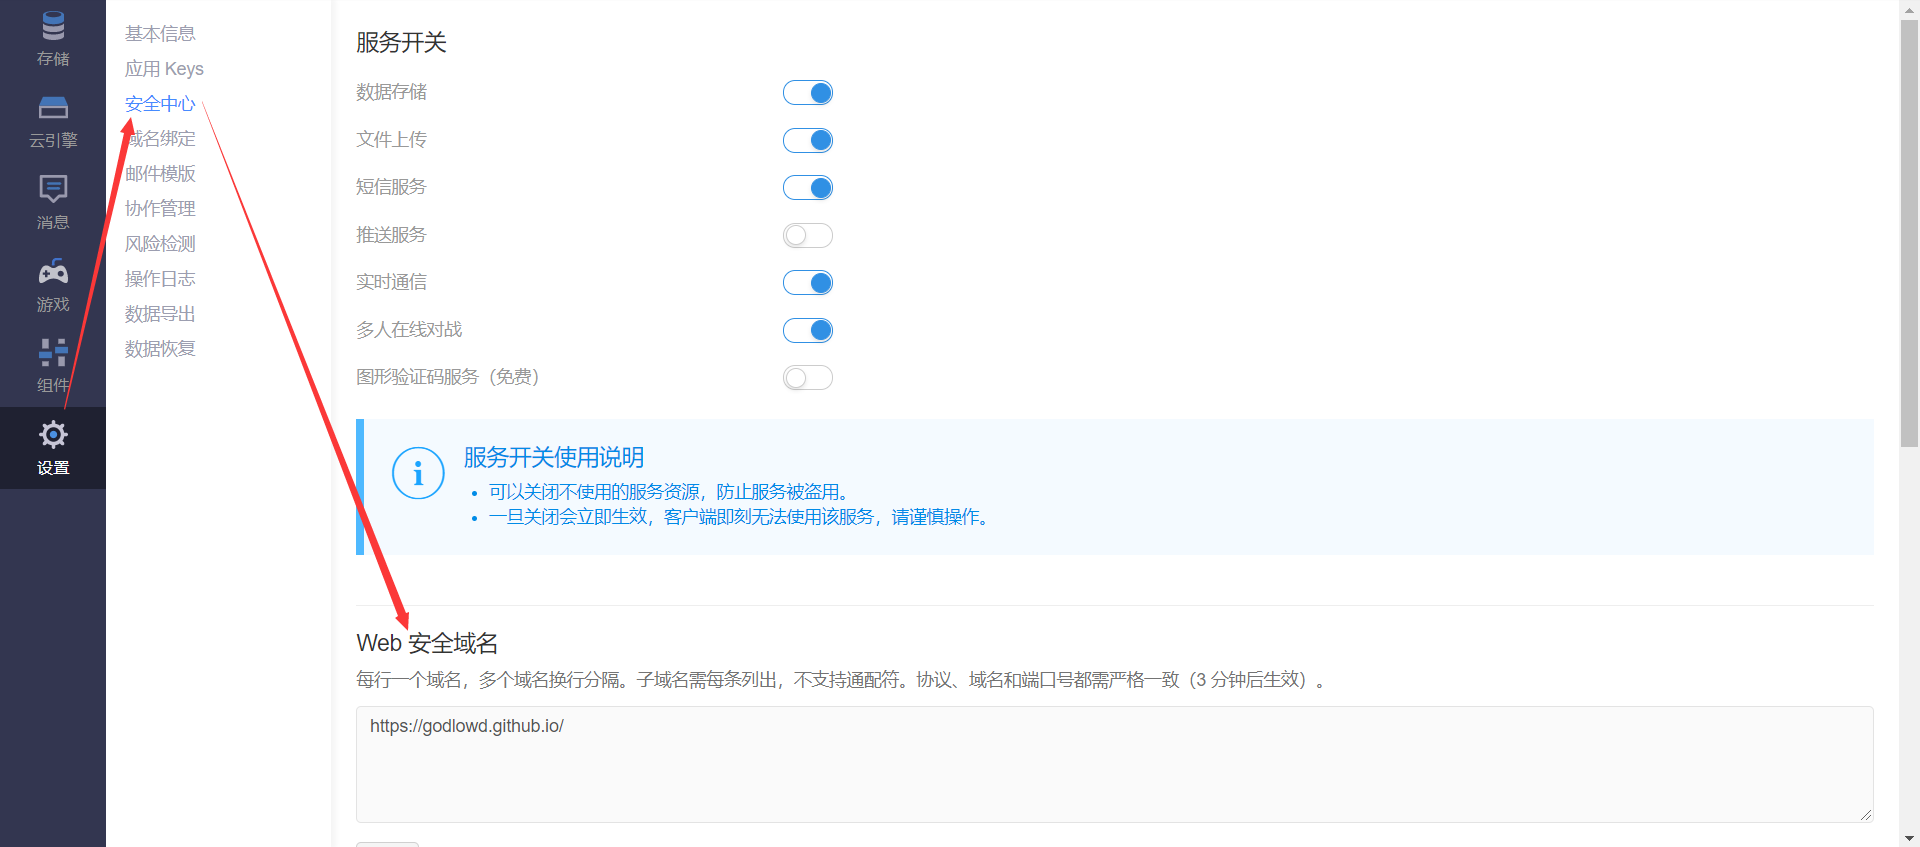 存储
云引擎
消息
游戏
组件
设置
基本信息
应用 Keys
安全中心
域名绑定
邮件模版
协作管理
风险检测
操作日志
数据导出
数据恢复
服务开关
数据存储
文件上传
短信服务
推送服务
实时通信
多人在线对战
图形验证码服务（免费）
服务开关使用说明
可以关闭不使用的服务资源，防止服务被盗用。
一旦关闭会立即生效，客户端即刻无法使用该服务，请谨慎操作。
Web 安全域名
每行一个域名，多个域名换行分隔。子域名需每条列出，不支持通配符。协议、域名和端口号都需严格一致（3 分钟后生效）。
https://godlowd.github.io/